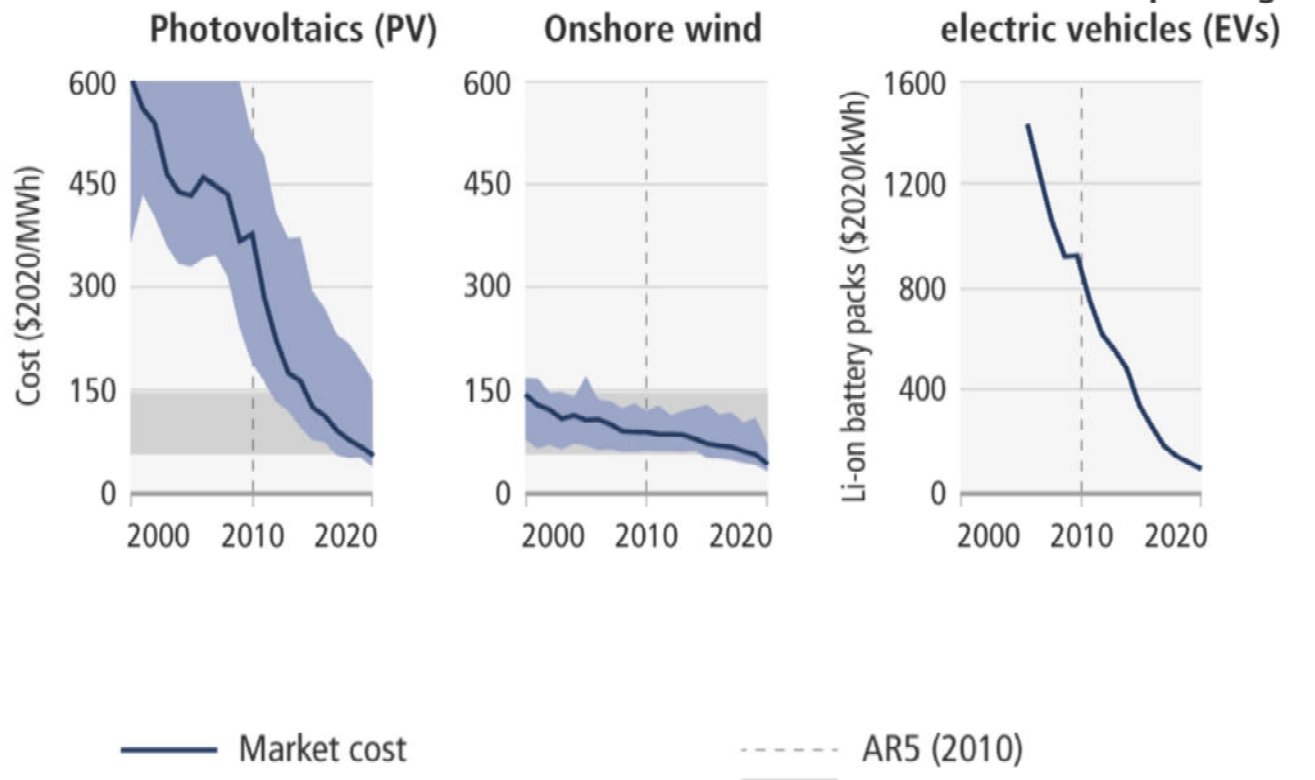 Photovoltaics (PV)
Cost ($2020/MWh)
600
450
300
150
0
2000 2010 2020
Onshore wind
600
450
300
150
0
2000 2010 2020
electric vehicles (EVs)
Li-on battery packs ($2020/kWh)
1600
1200
800
400
0
2000 2010 2020
Market cost
AR5 (2010)